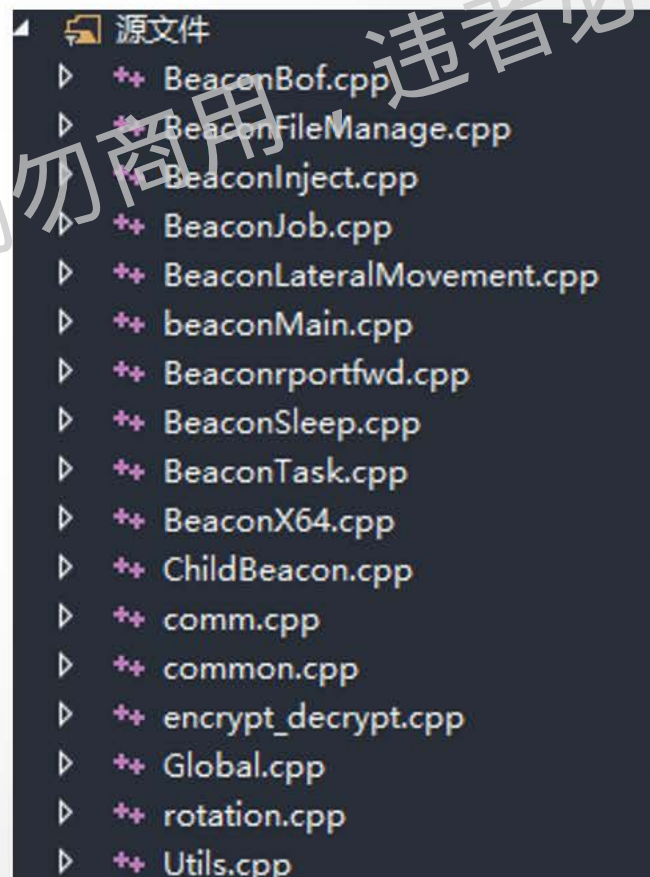 源文件
BeaconBof.cpp
BeaconFileManage.cpp
BeaconInject.cpp
BeaconJob.cpp
BeaconLateralMovement.cpp
beaconMain.cpp
Beaconrportfwd.cpp
BeaconSleep.cpp
BeaconTask.cpp
BeaconX64.cpp
ChildBeacon.cpp
comm.cpp
common.cpp
encrypt_decrypt.cpp
Global.cpp
rotation.cpp
Utils.cpp
勿商用，违者必